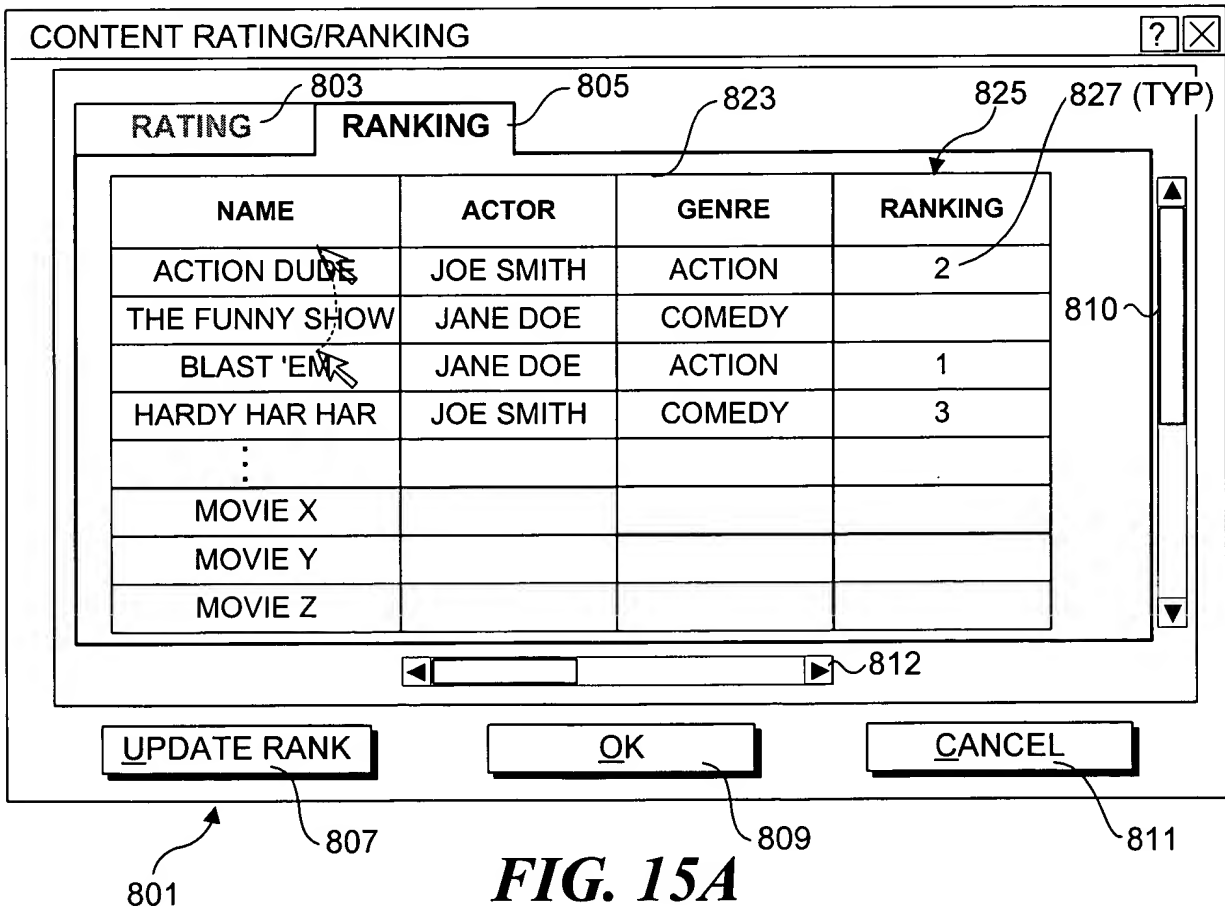 CONTENT RATING/RANKING ?
803 805 823 825 827 (TYP)
RATING RANKING
NAME ACTOR GENRE RANKING
ACTION DUDE JOE SMITH ACTION 2
THE FUNNY SHOW JANE DOE COMEDY
810
BLAST 'EM JANE DOE ACTION 1
HARDY HAR HAR JOE SMITH COMEDY 3
MOVIE X
MOVIE Y
MOVIE Z
812
UPDATE RANK OK CANCEL
807 809 811
801
FIG. 15A